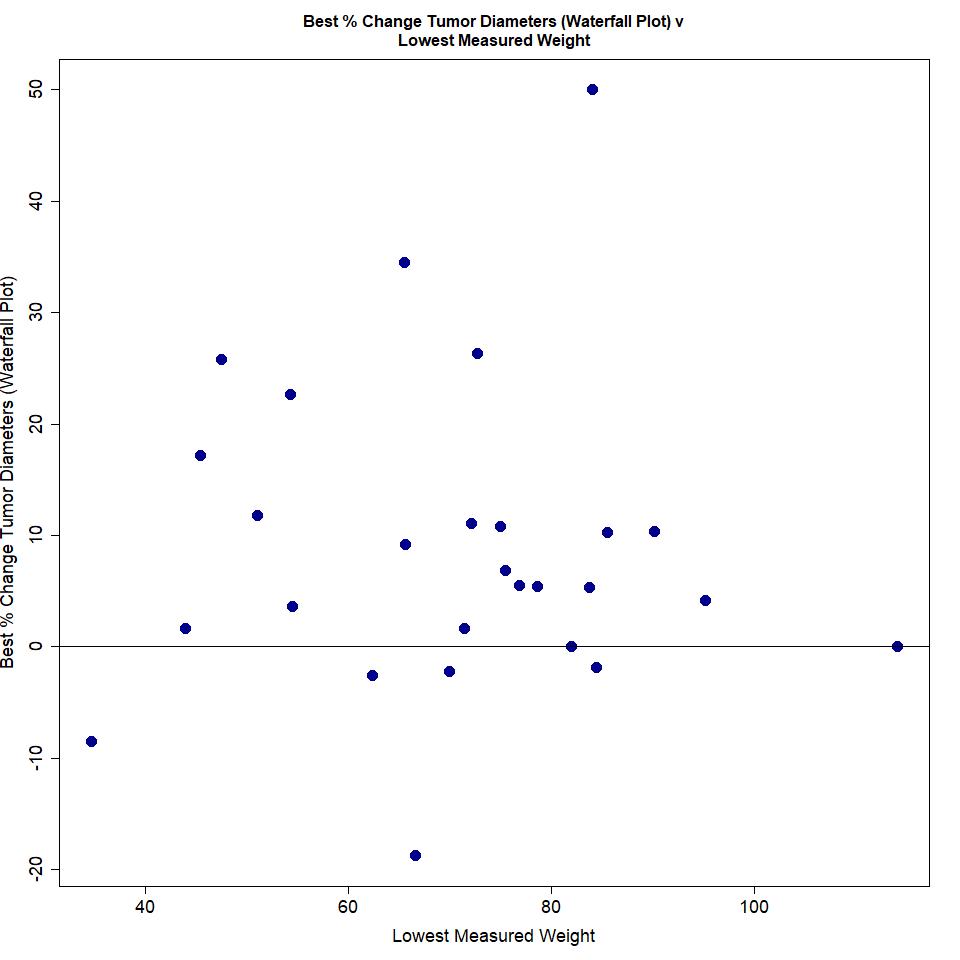 Best % Change Tumor Diameters (Waterfall Plot) v
Lowest Measured Weight
Best % Change Tumor Diameters (Waterfall Plot)
50
40
30
20
10
0
-10
-20
40 60 80 100
Lowest Measured Weight